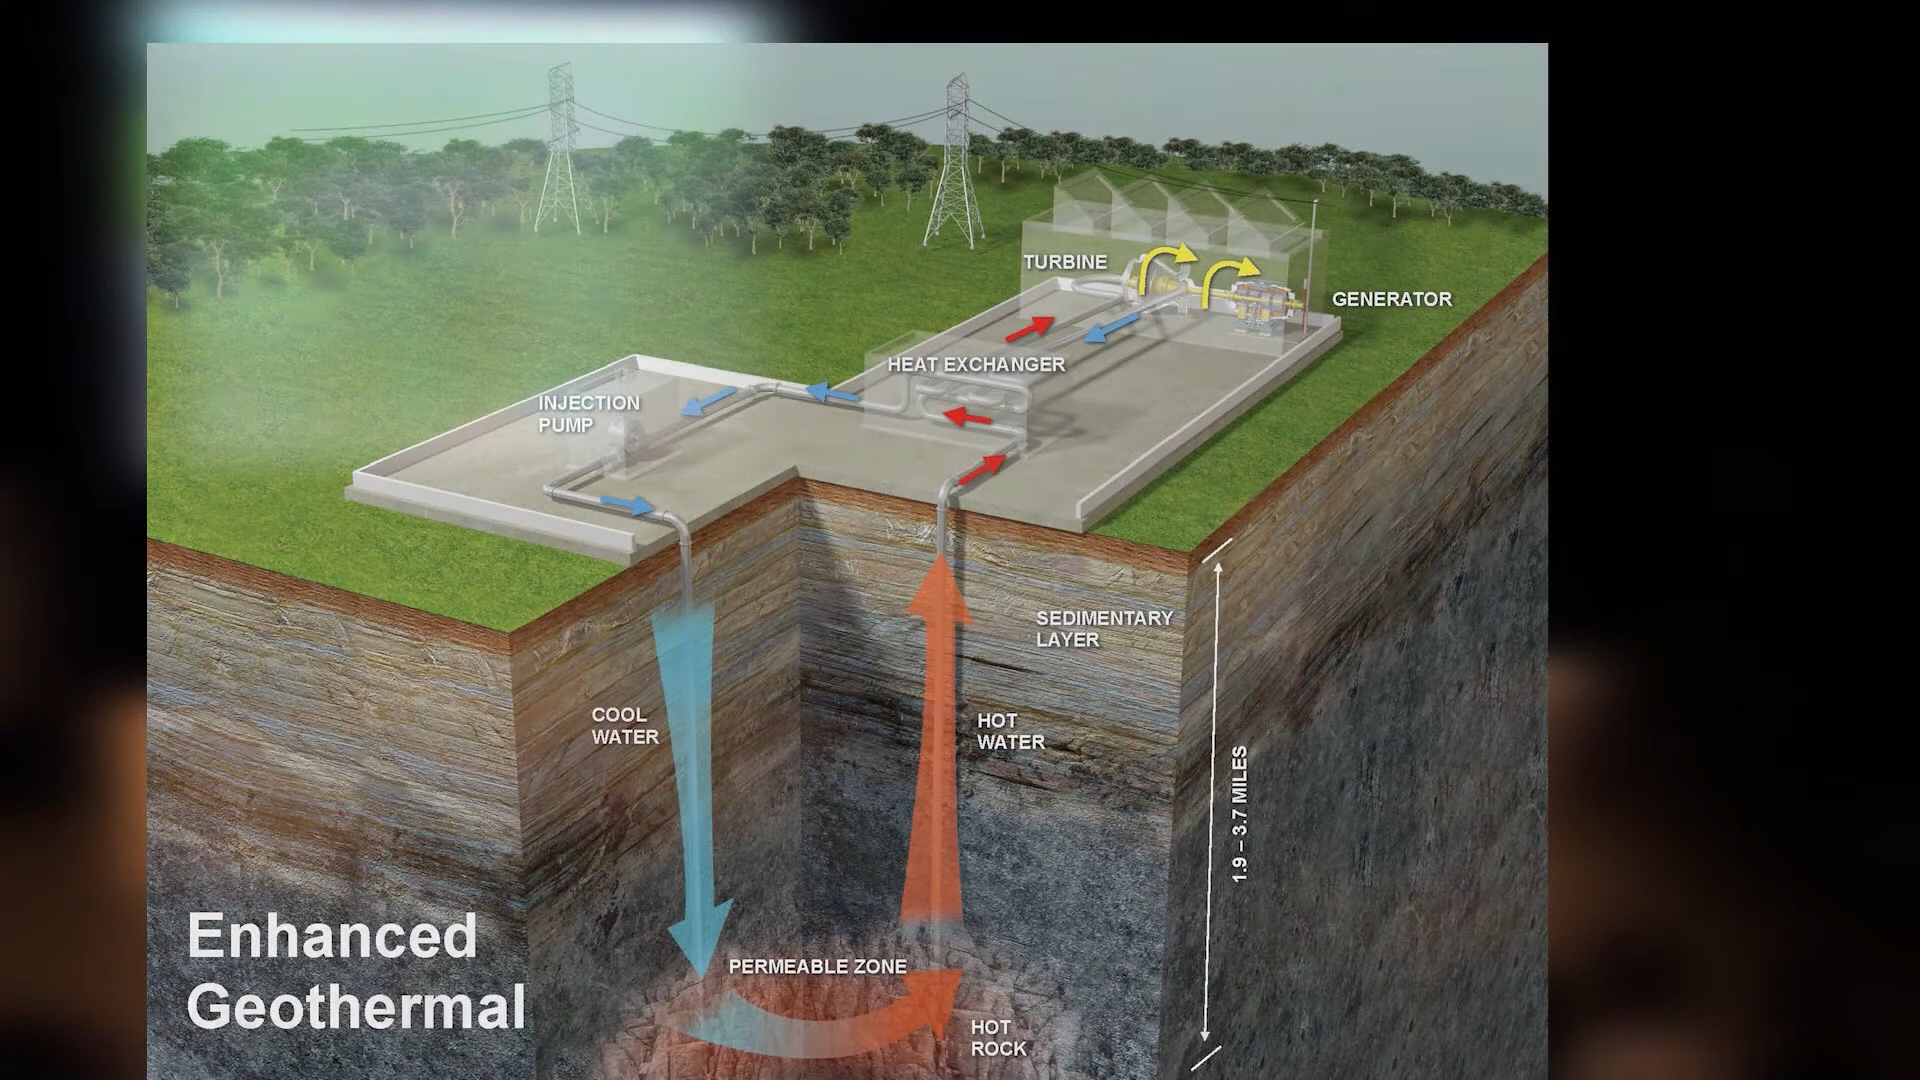 TURBINE
GENERATOR
HEAT EXCHANGER
INJECTION
PUMP
SEDIMENTARY
LAYER
COOL
WATER
HOT
WATER
1.9 – 3.7 MILES
PERMEABLE ZONE
HOT
ROCK
Enhanced
Geothermal